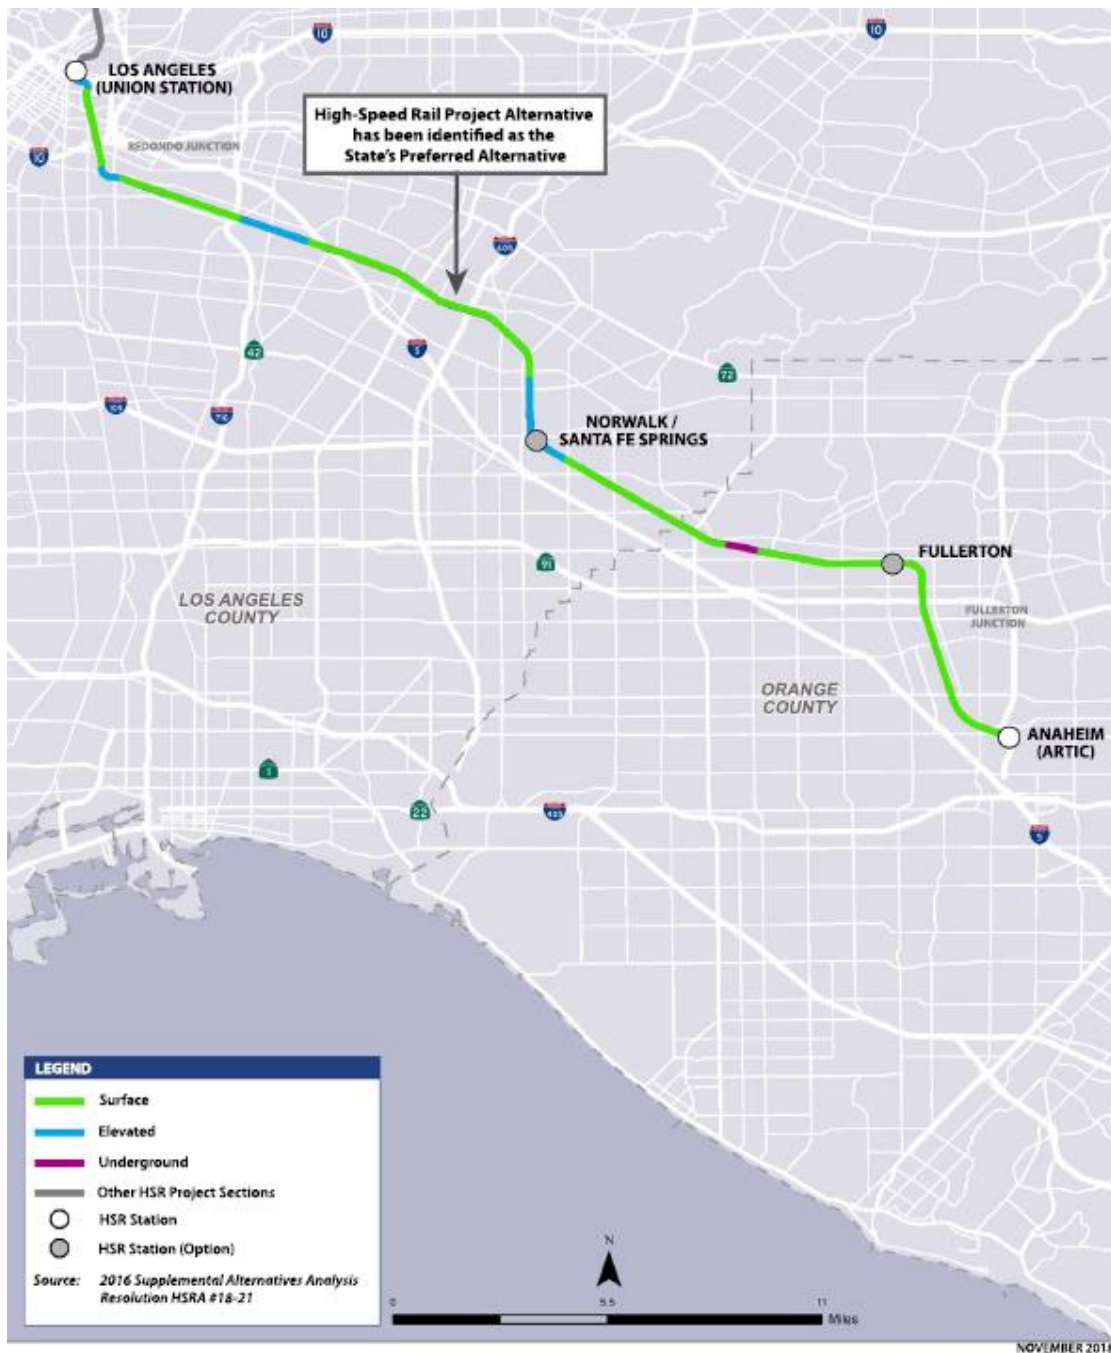 10
10
LOS ANGELES
(UNION STATION)
High-Speed Rail Project Alternative
has been identified as the
State's Preferred Alternative
REDONDO JUNCTION
10
605
5
42
72
105
710
NORWALK /
SANTA FE SPRINGS
91
FULLERTON
LOS ANGELES
COUNTY
FULLERTON
JUNCTION
ORANGE
COUNTY
ANAHEIM
(ARTIC)
1
22
405
5
LEGEND
Surface
Elevated
Underground
Other HSR Project Sections
HSR Station
HSR Station (Option)
Source: 2016 Supplemental Alternatives Analysis
Resolution HSRA #18-21
N
0 5.5 11
Miles
NOVEMBER 2018